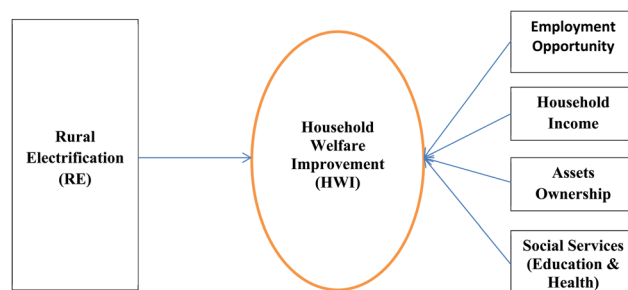 Rural
Electrification
(RE)
Household
Welfare
Improvement
(HWI)
Employment
Opportunity
Household
Income
Assets
Ownership
Social Services
(Education &
Health)